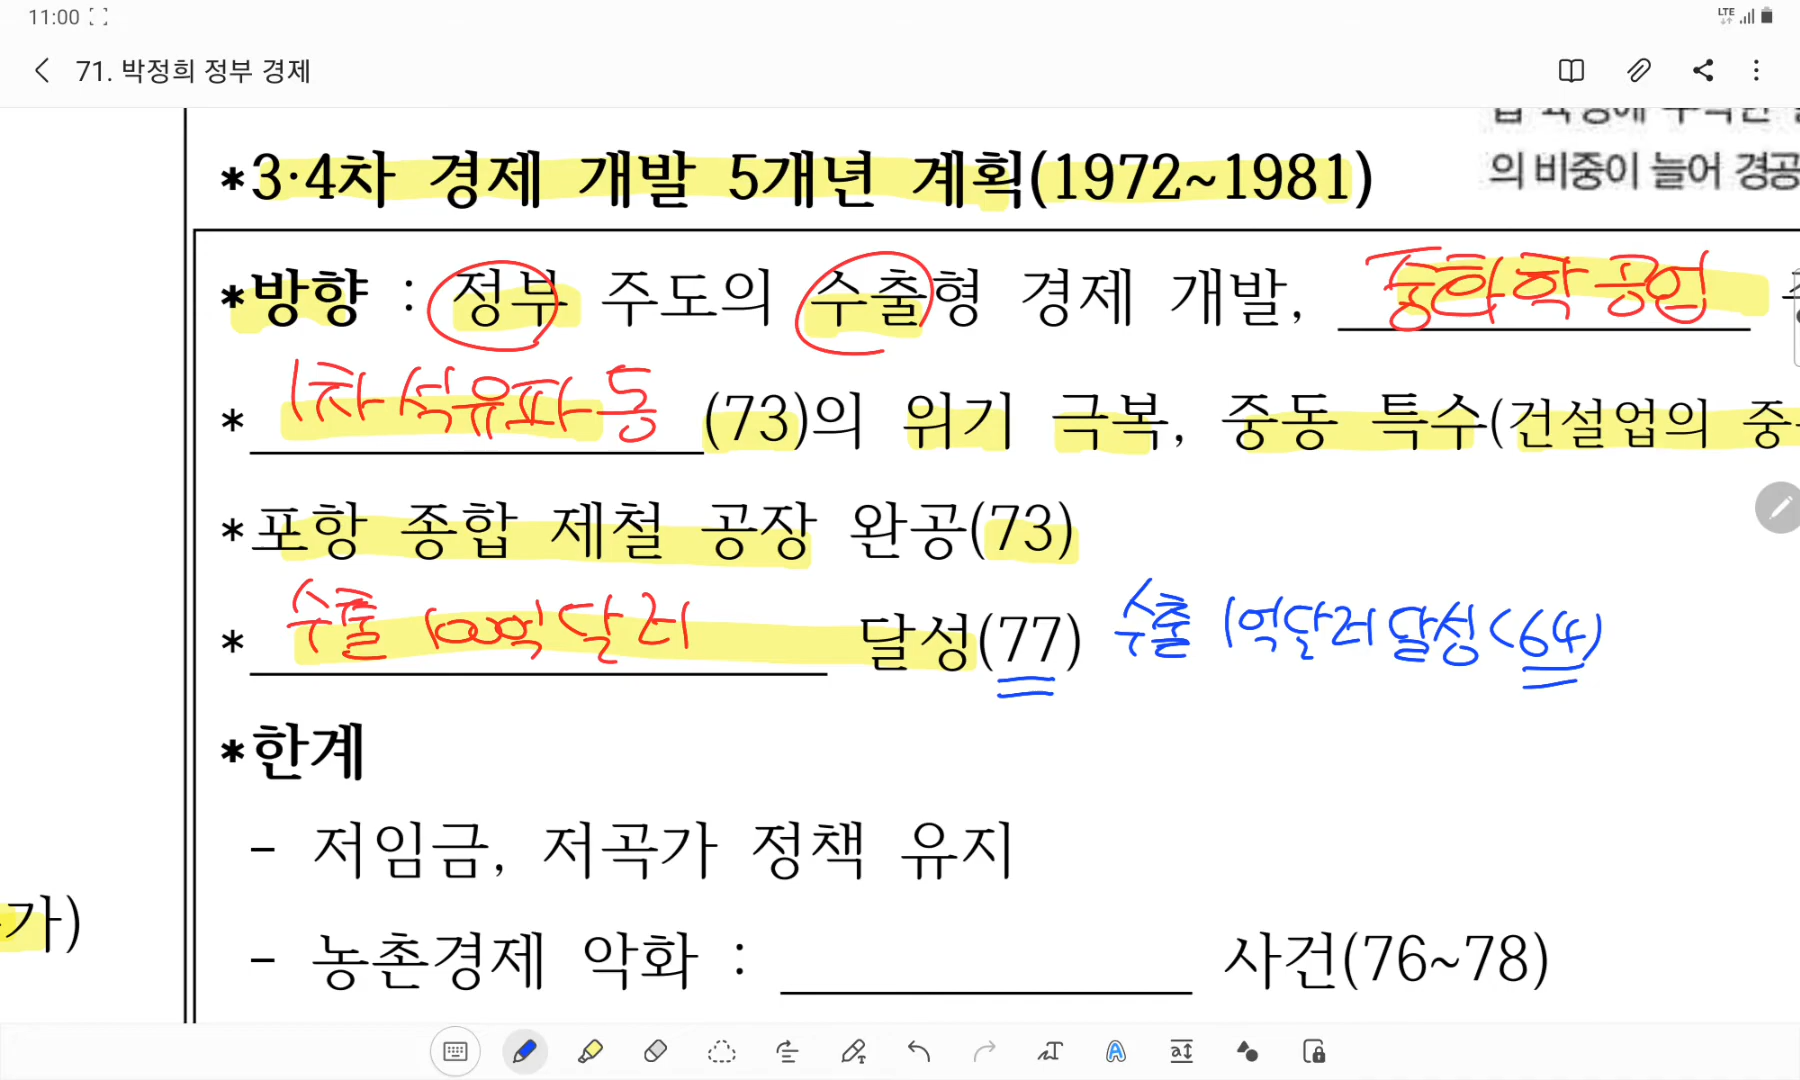 11:00
LTE
71. 박정희 정부 경제
의 비중이 늘어 경공
*3·4차 경제 개발 5개년 계획(1972~1981)
*방향 : 정부 주도의 수출형 경제 개발, 중화학 공업
* 1차 석유파동 (73)의 위기 극복, 중동 특수(건설업의 중
*포항 종합 제철 공장 완공(73)
* 수출 100억 달러 달성(77) 수출 1억달러 달성(64)
*한계
- 저임금, 저곡가 정책 유지
가)
- 농촌경제 악화 : 사건(76~78)